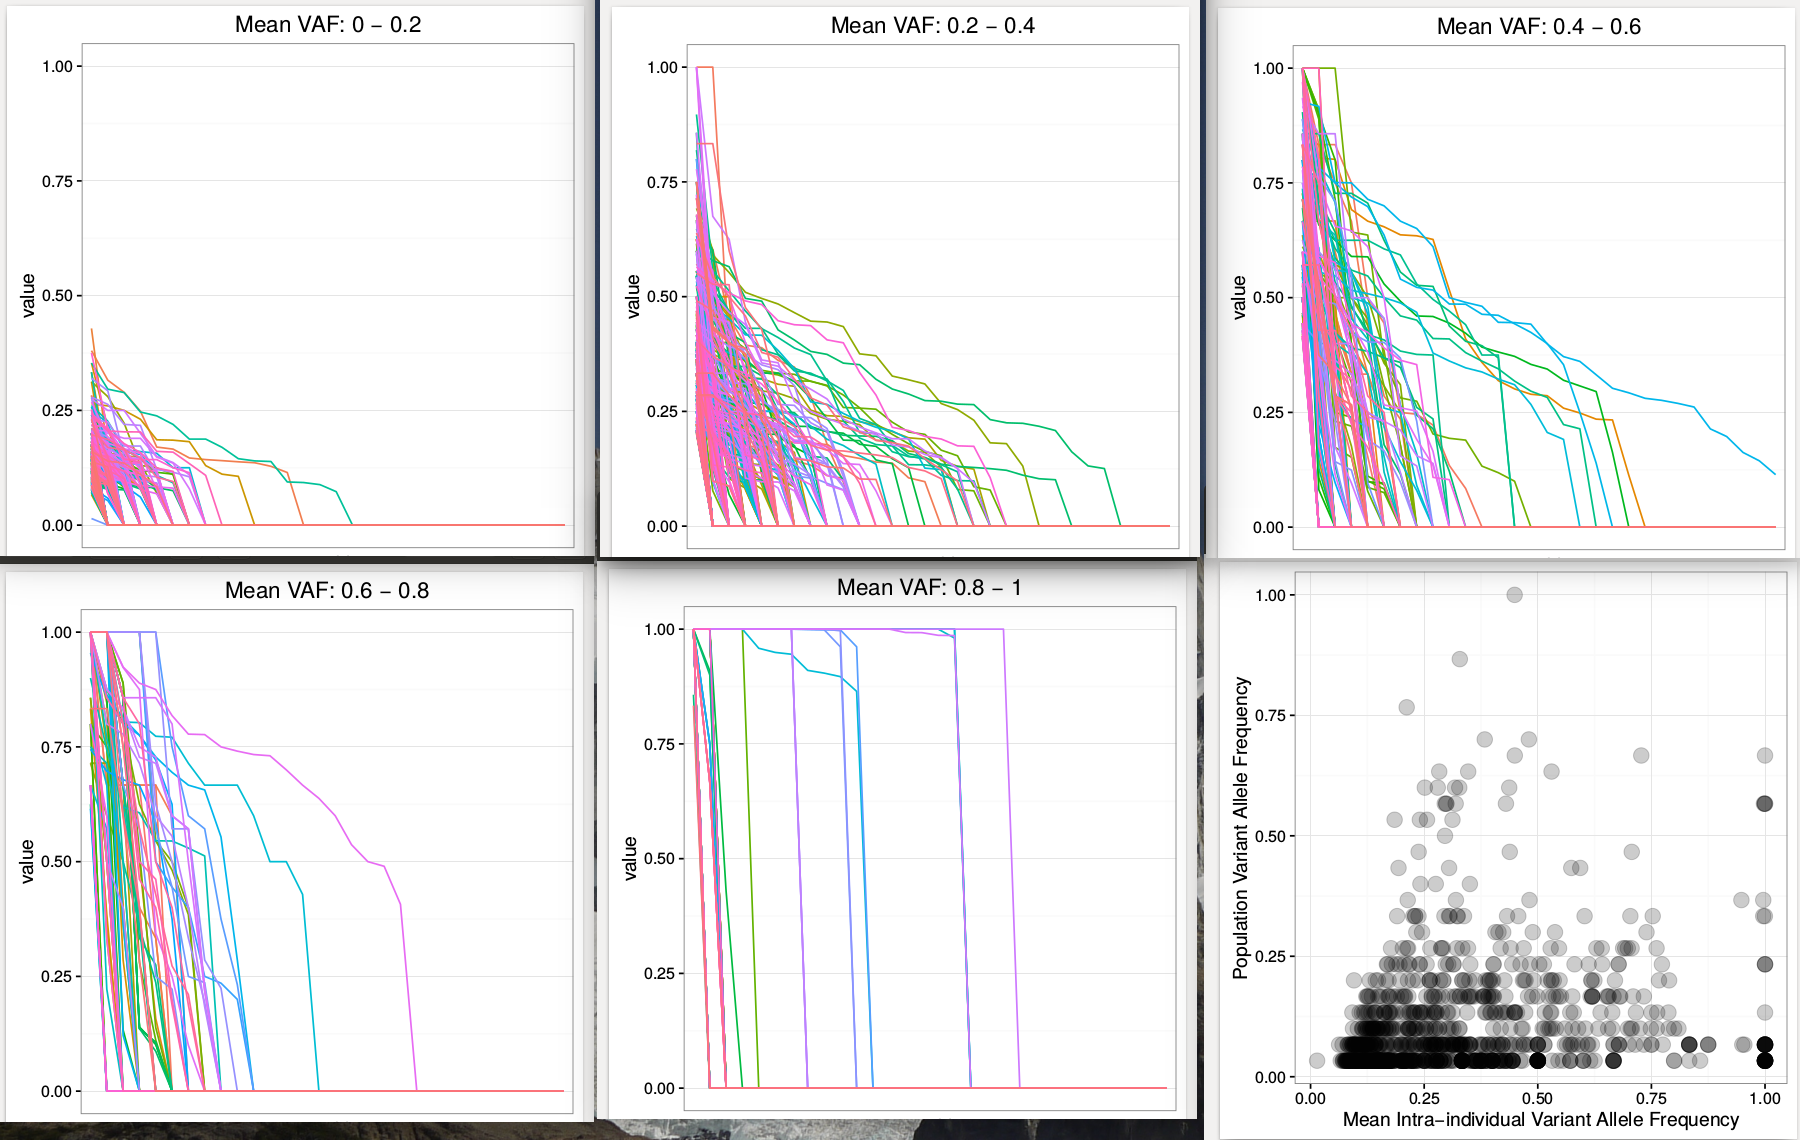 Mean VAF: 0 – 0.2
1.00
0.75
0.50
0.25
0.00
value
Mean VAF: 0.2 – 0.4
1.00
0.75
0.50
0.25
0.00
value
Mean VAF: 0.4 – 0.6
1.00
0.75
0.50
0.25
0.00
value
Mean VAF: 0.6 – 0.8
1.00
0.75
0.50
0.25
0.00
value
Mean VAF: 0.8 – 1
1.00
0.75
0.50
0.25
0.00
value
1.00
0.75
0.50
0.25
0.00
Population Variant Allele Frequency
0.00 0.25 0.50 0.75 1.00
Mean Intra–individual Variant Allele Frequency